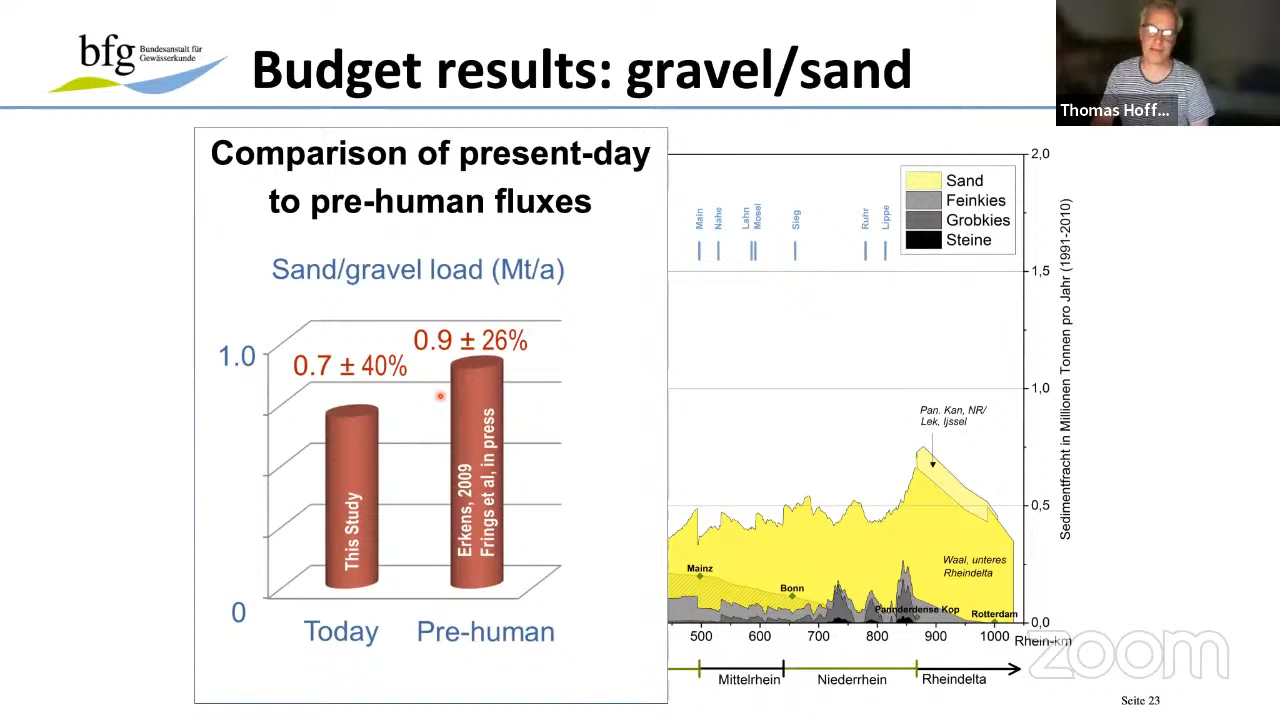 bfg
Bundesanstalt für
Gewässerkunde
Budget results: gravel/sand
Thomas Hoff...
Comparison of present-day
to pre-human fluxes
Sand/gravel load (Mt/a)
1.0
0.7 ± 40%
0.9 ± 26%
This Study
Erkens, 2009
Frings et al, in press
0
Today
Pre-human
Main
Nahe
Lahn
Mosel
Sieg
Ruhr
Lippe
Sand
Feinkies
Grobkies
Steine
2,0
1,5
1,0
0,5
0,0
Sedimentfracht in Millionen Tonnen pro Jahr (1991-2010)
Pan. Kan, NR/
Lek, Ijssel
Waal, unteres
Rheindelta
Mainz
Bonn
Pannderdense Kop
Rotterdam
500
600
700
800
900
1000
Rhein-km
Mittelrhein
Niederrhein
Rheindelta
zoom
Seite 23